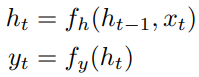 h_t = f_h(h_{t-1}, x_t)
y_t = f_y(h_t)